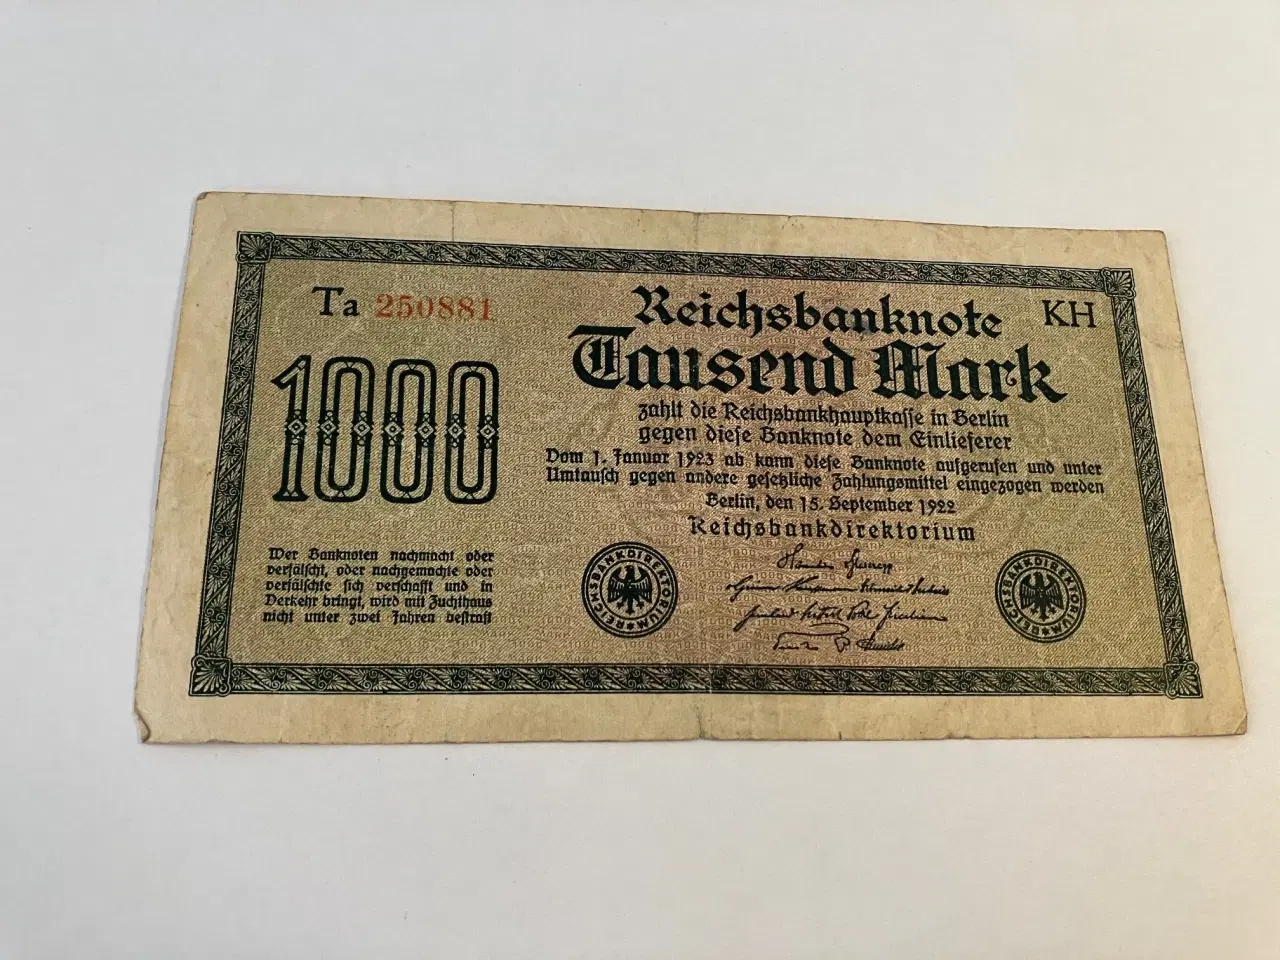 Ta 250881
Reichsbanknote
KH
Tausend Mark
1000
zahlt die Reichsbankhauptkasse in Berlin
gegen diese Banknote dem Einlieferer
Vom 1. Januar 1923 ab kann diese Banknote aufgerufen und unter
Umtausch gegen andere gesetzliche Zahlungsmittel eingezogen werden
Berlin, den 15. September 1922
Reichsbankdirektorium
Wer Banknoten nachmacht oder
verfälscht, oder nachgemachte oder
verfälschte sich verschafft und in
Verkehr bringt, wird mit Zuchthaus
nicht unter zwei Jahren bestraft
REICHSBANKDIREKTORIUM
REICHSBANKDIREKTORIUM